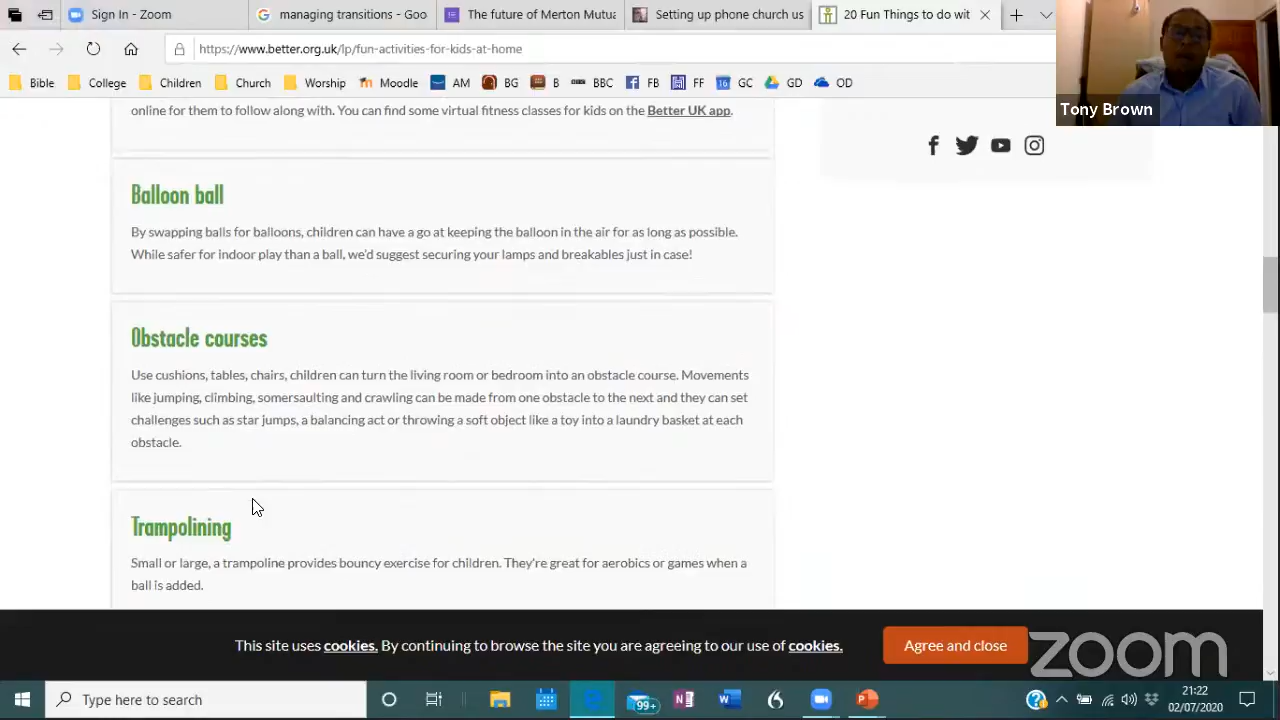 Sign In - Zoom
managing transitions - Goo
The future of Merton Mutua
Setting up phone church us
20 Fun Things to do wit
https://www.better.org.uk/lp/fun-activities-for-kids-at-home
Bible College Children Church Worship Moodle AM BG B BBC FB FF GC GD OD
Tony Brown
online for them to follow along with. You can find some virtual fitness classes for kids on the Better UK app.
Balloon ball
By swapping balls for balloons, children can have a go at keeping the balloon in the air for as long as possible.
While safer for indoor play than a ball, we'd suggest securing your lamps and breakables just in case!
Obstacle courses
Use cushions, tables, chairs, children can turn the living room or bedroom into an obstacle course. Movements
like jumping, climbing, somersaulting and crawling can be made from one obstacle to the next and they can set
challenges such as star jumps, a balancing act or throwing a soft object like a toy into a laundry basket at each
obstacle.
Trampolining
Small or large, a trampoline provides bouncy exercise for children. They're great for aerobics or games when a
ball is added.
This site uses cookies. By continuing to browse the site you are agreeing to our use of cookies.
Agree and close
zoom
Type here to search
99+
21:22
02/07/2020